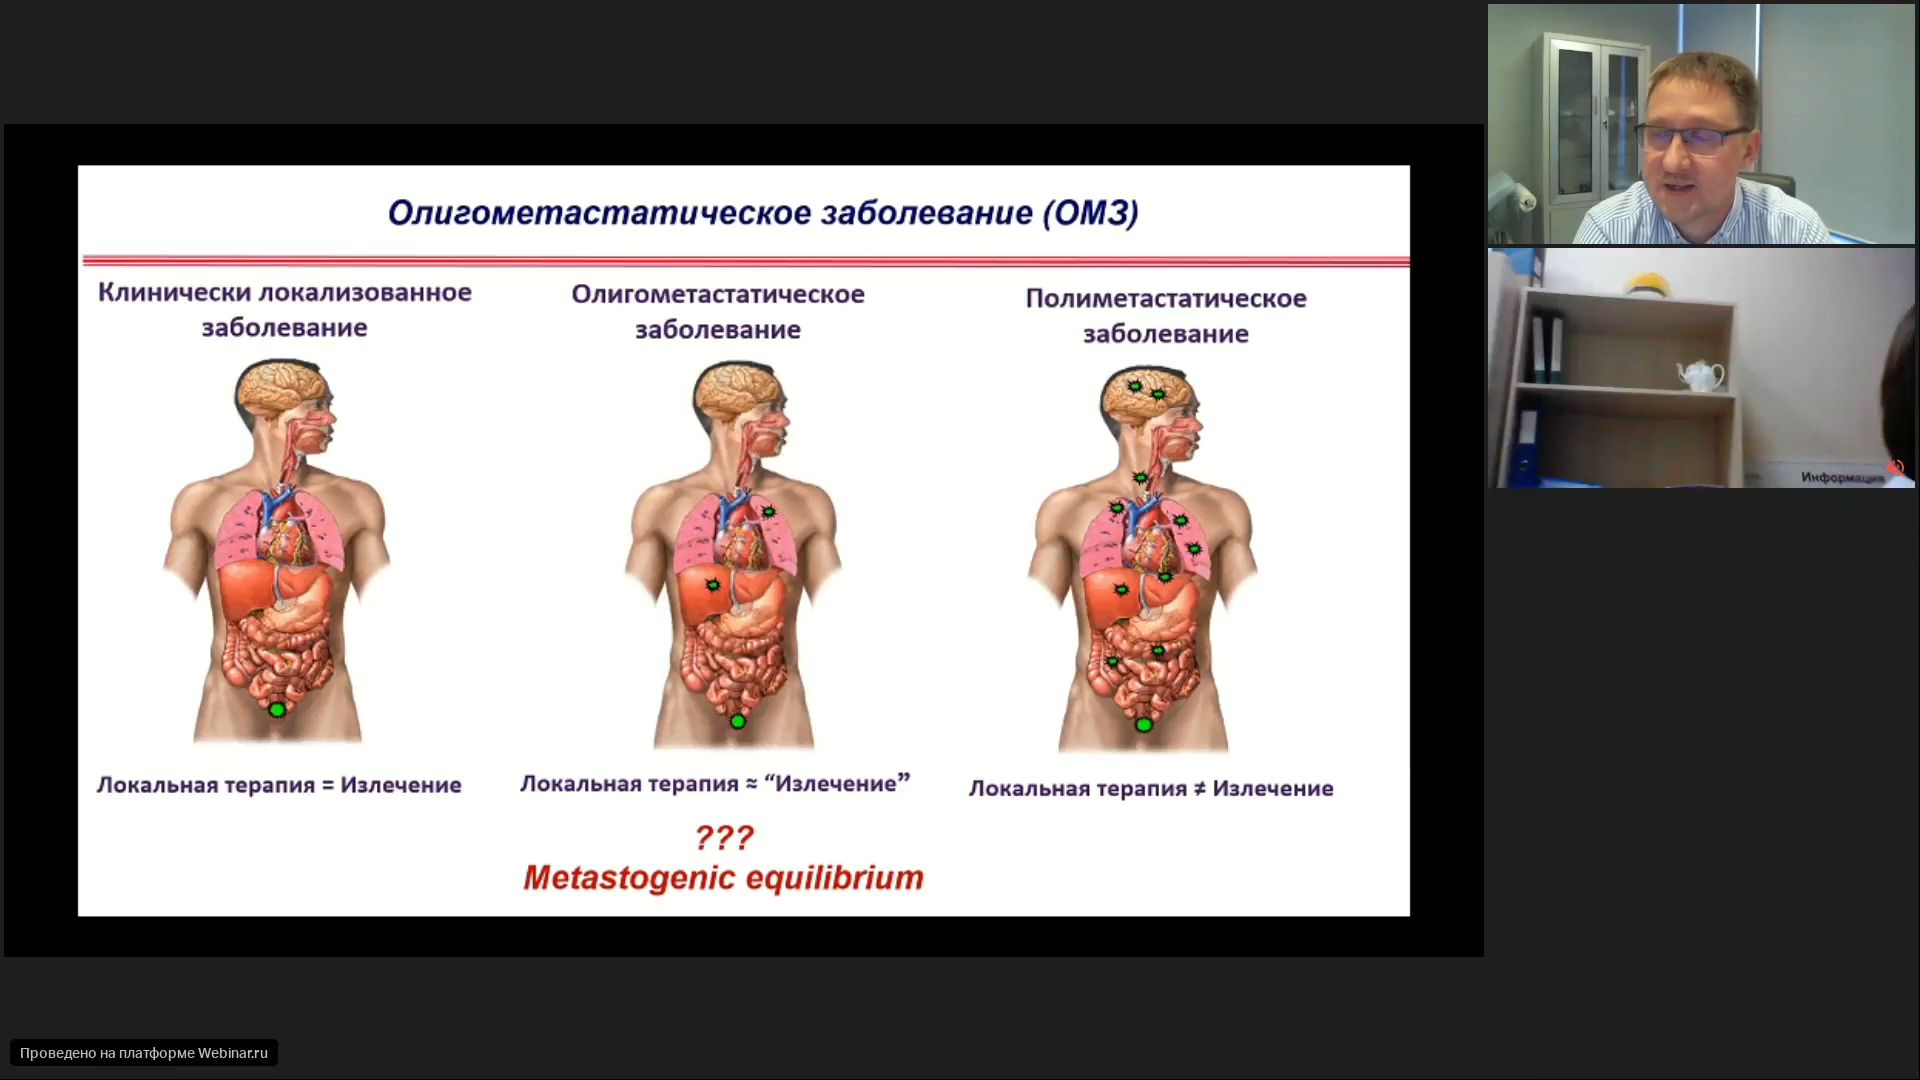 Олигометастатическое заболевание (ОМЗ)
Клинически локализованное
заболевание
Олигометастатическое
заболевание
Полиметастатическое
заболевание
Локальная терапия = Излечение
Локальная терапия ≈ “Излечение”
Локальная терапия ≠ Излечение
???
Metastogenic equilibrium
Информация
Проведено на платформе Webinar.ru